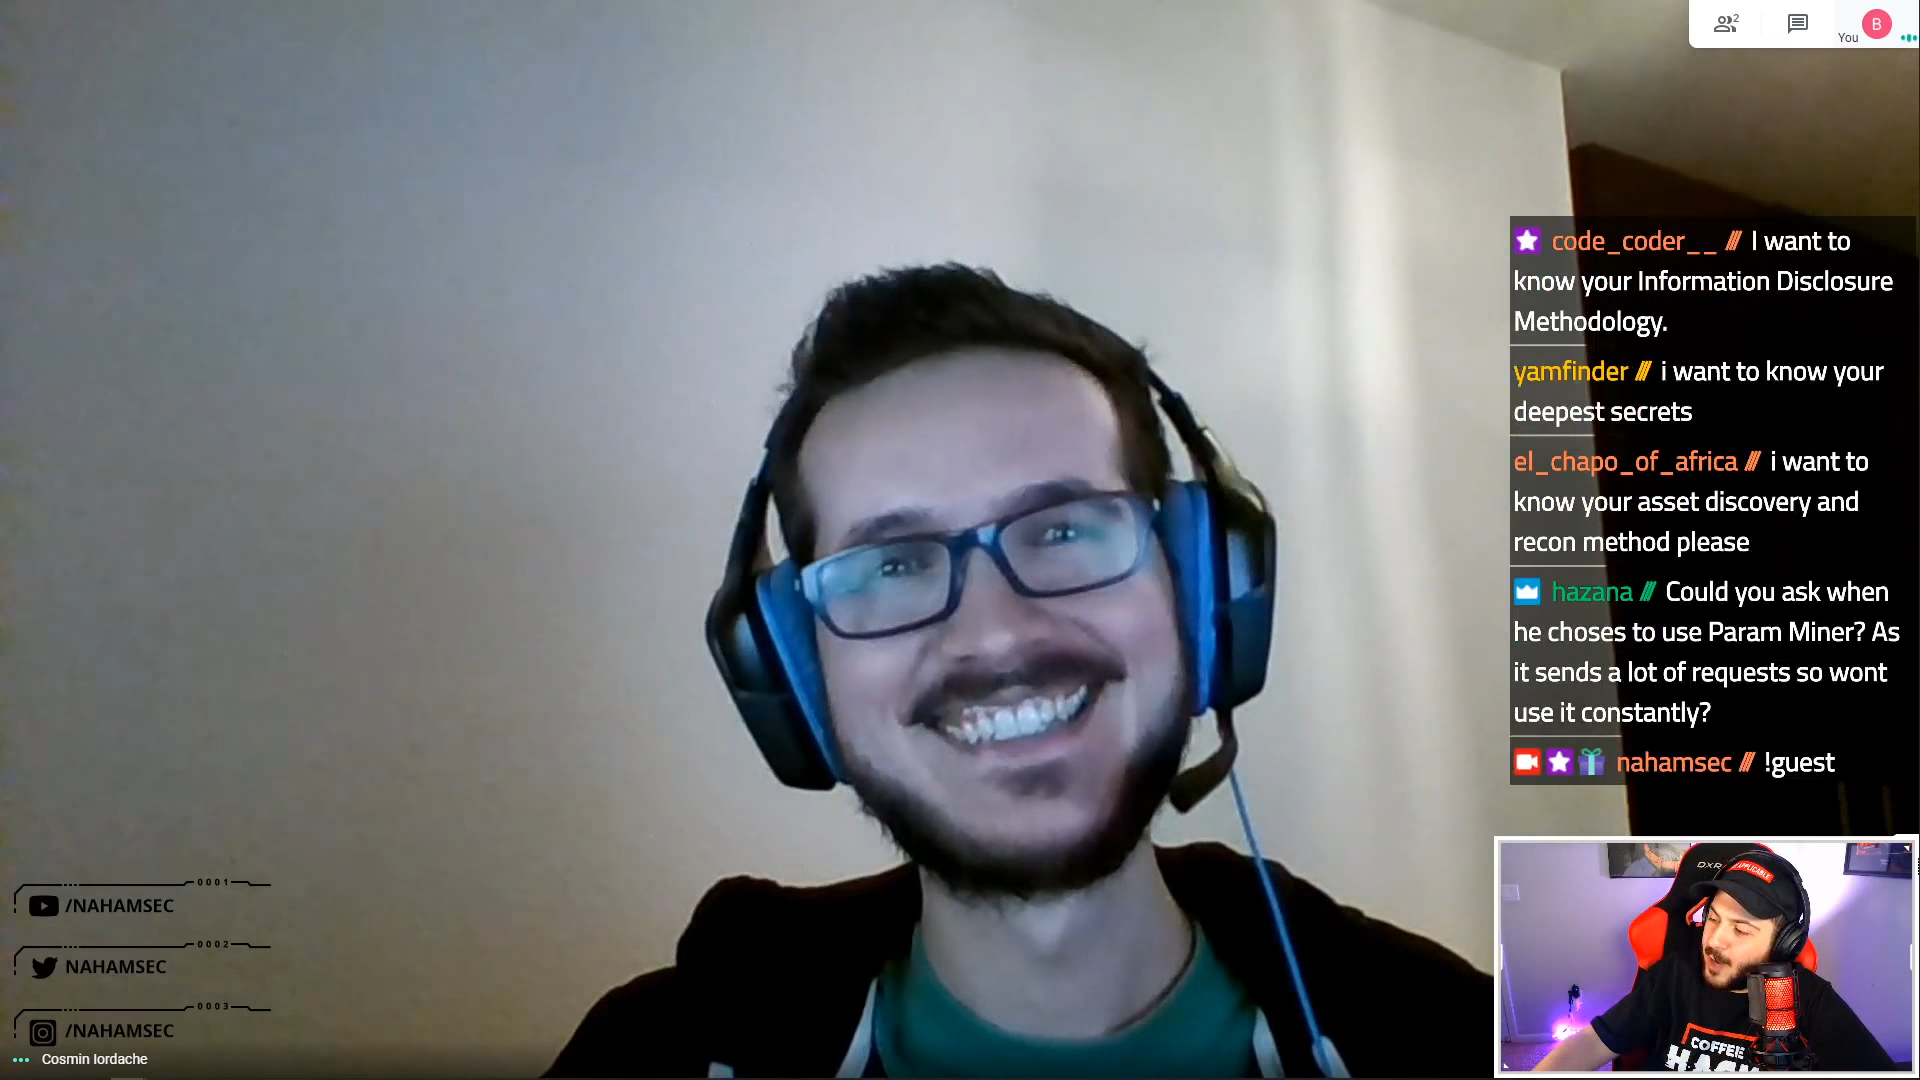 2
You
B
code_coder__ /// I want to
know your Information Disclosure
Methodology.
yamfinder /// i want to know your
deepest secrets
el_chapo_of_africa /// i want to
know your asset discovery and
recon method please
hazana /// Could you ask when
he choses to use Param Miner? As
it sends a lot of requests so wont
use it constantly?
nahamsec /// !guest
0001
/NAHAMSEC
0002
NAHAMSEC
0003
/NAHAMSEC
Cosmin Iordache
COFFEE